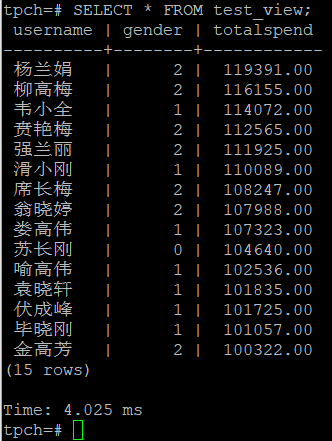 tpch=# SELECT * FROM test_view;
 username | gender | totalspend
----------+--------+------------
 杨兰娟   |      2 |  119391.00
 柳高梅   |      2 |  116155.00
 韦小全   |      1 |  114072.00
 贲艳梅   |      2 |  112565.00
 强兰丽   |      2 |  111925.00
 滑小刚   |      1 |  110089.00
 席长梅   |      2 |  108247.00
 翁晓婷   |      2 |  107988.00
 娄高伟   |      1 |  107323.00
 苏长刚   |      0 |  104640.00
 喻高伟   |      1 |  102536.00
 袁晓轩   |      1 |  101835.00
 伏成峰   |      1 |  101725.00
 毕晓刚   |      1 |  101057.00
 金高芳   |      2 |  100322.00
(15 rows)

Time: 4.025 ms
tpch=#